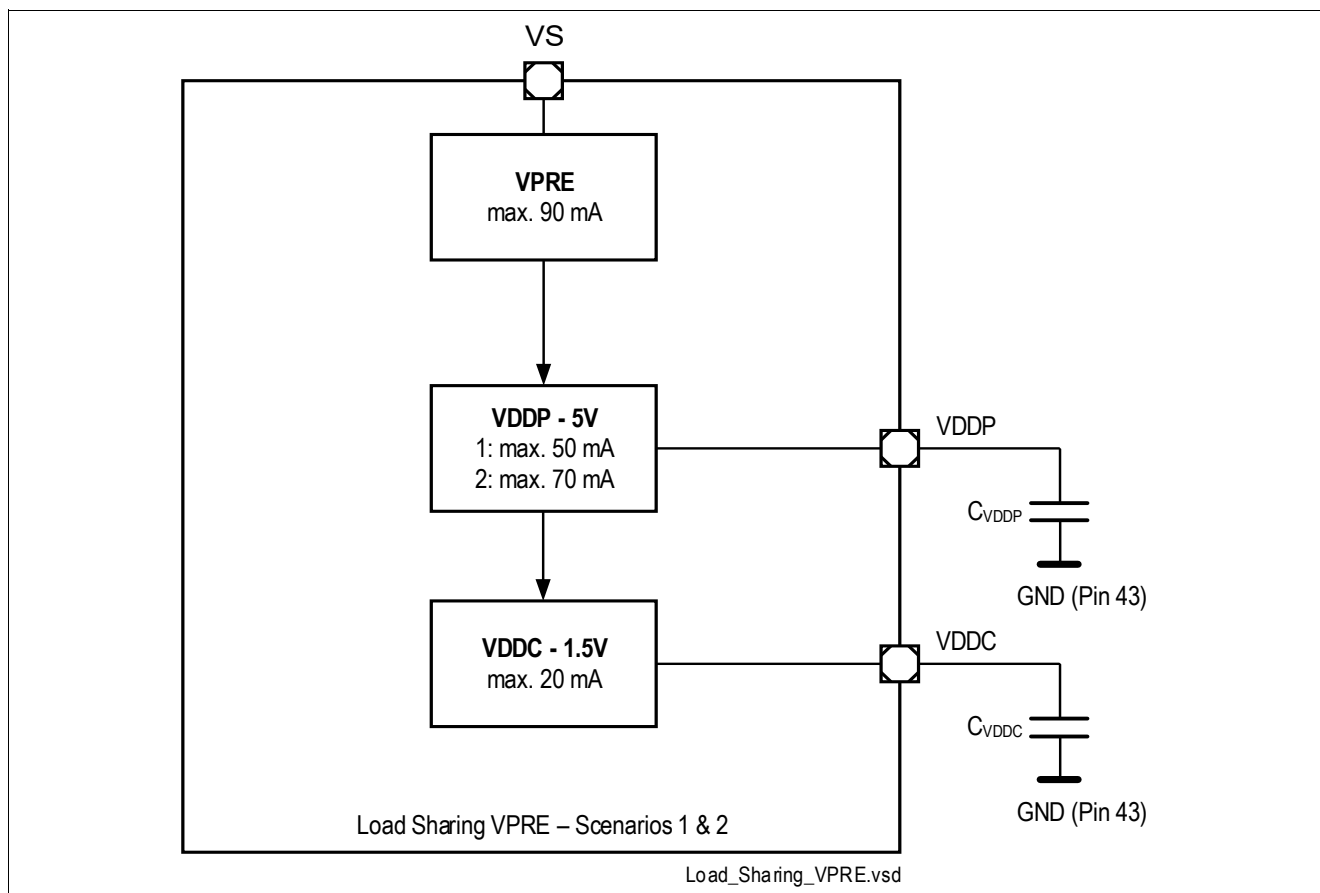 VS
VPRE
max. 90 mA
VDDP - 5V
1: max. 50 mA
2: max. 70 mA
VDDP
CVDDP
GND (Pin 43)
VDDC - 1.5V
max. 20 mA
VDDC
CVDDC
GND (Pin 43)
Load Sharing VPRE – Scenarios 1 & 2
Load_Sharing_VPRE.vsd